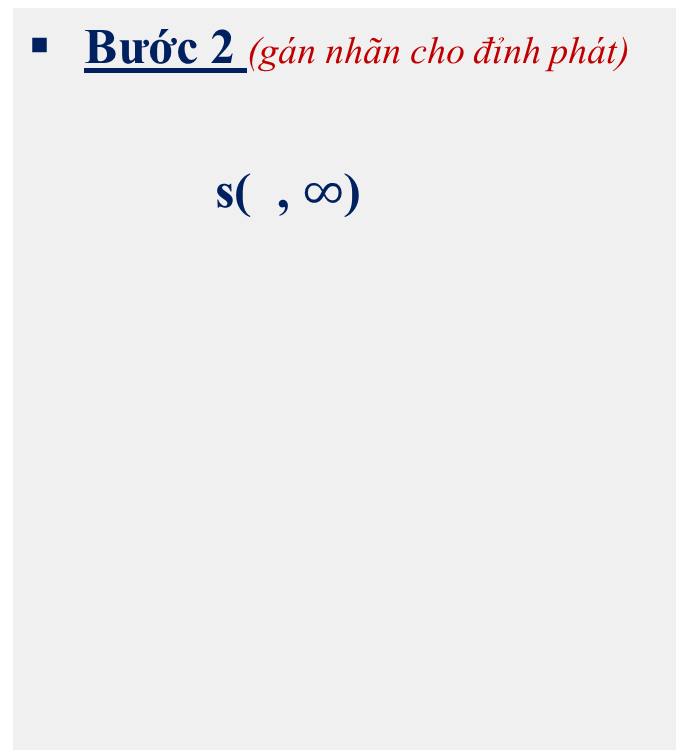 ▪ Bước 2 (gán nhãn cho đỉnh phát)
s( , ∞)